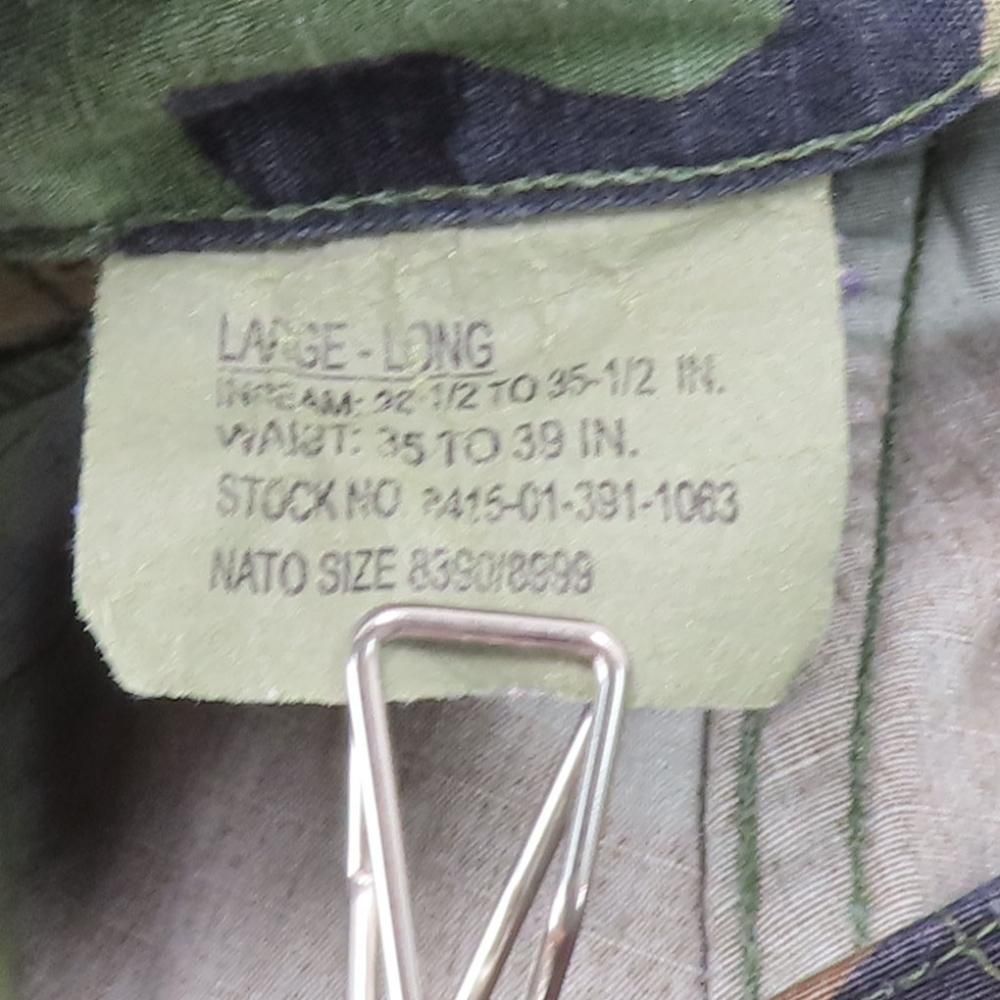 LARGE - LONG
INSEAM: 32-1/2 TO 35-1/2 IN.
WAIST: 35 TO 39 IN.
STOCK NO 8415-01-391-1063
NATO SIZE 8390/8999